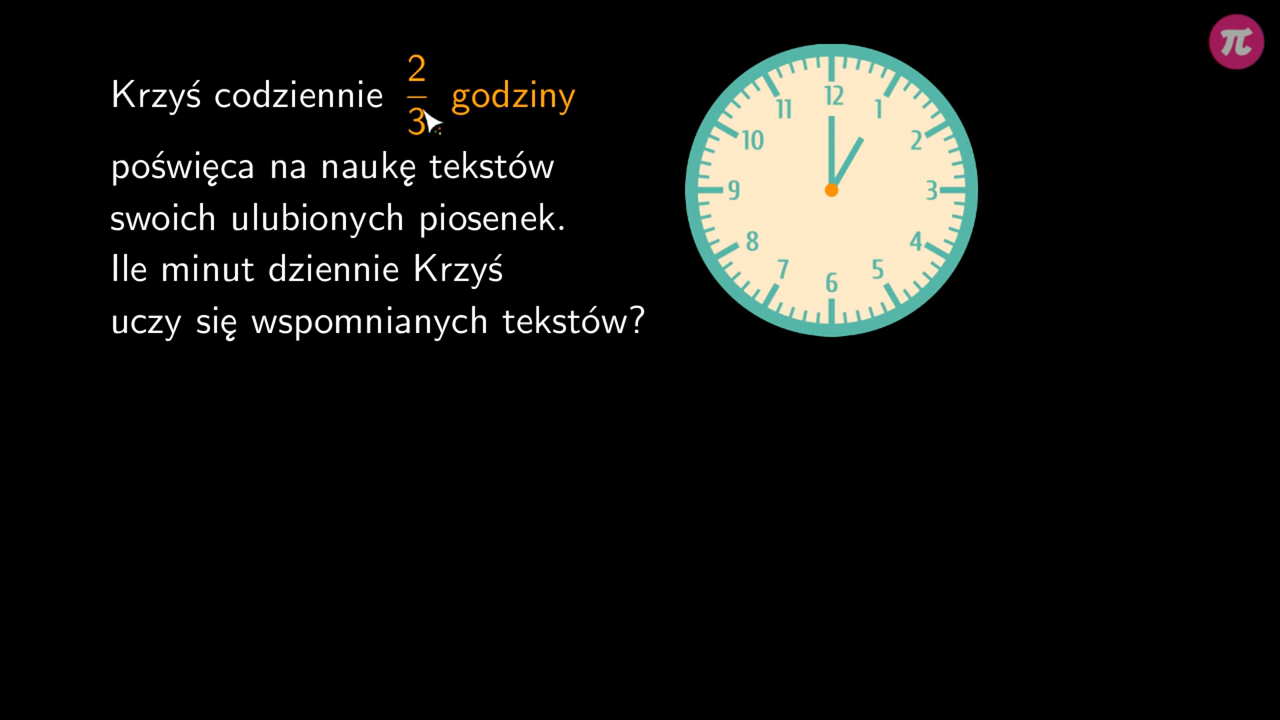 Krzyś codziennie 2/3 godziny
poświęca na naukę tekstów
swoich ulubionych piosenek.
Ile minut dziennie Krzyś
uczy się wspomnianych tekstów?
12
1
2
3
4
5
6
7
8
9
10
11
π